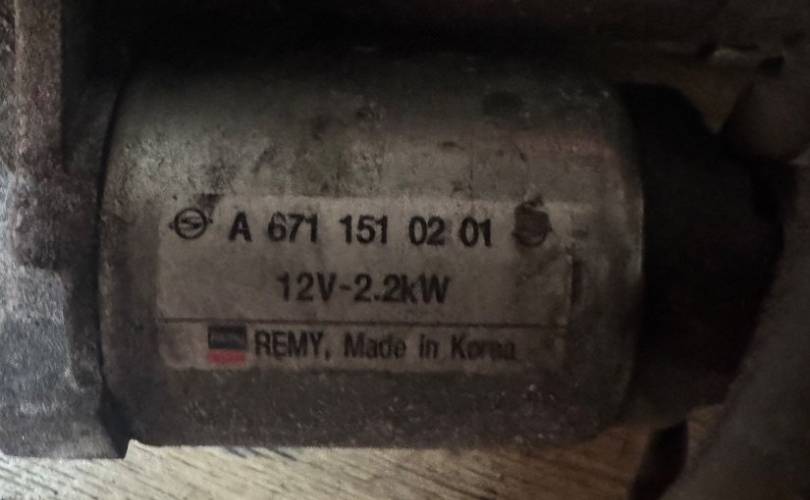 A 671 151 02 01
12V-2.2kW
REMY, Made in Korea